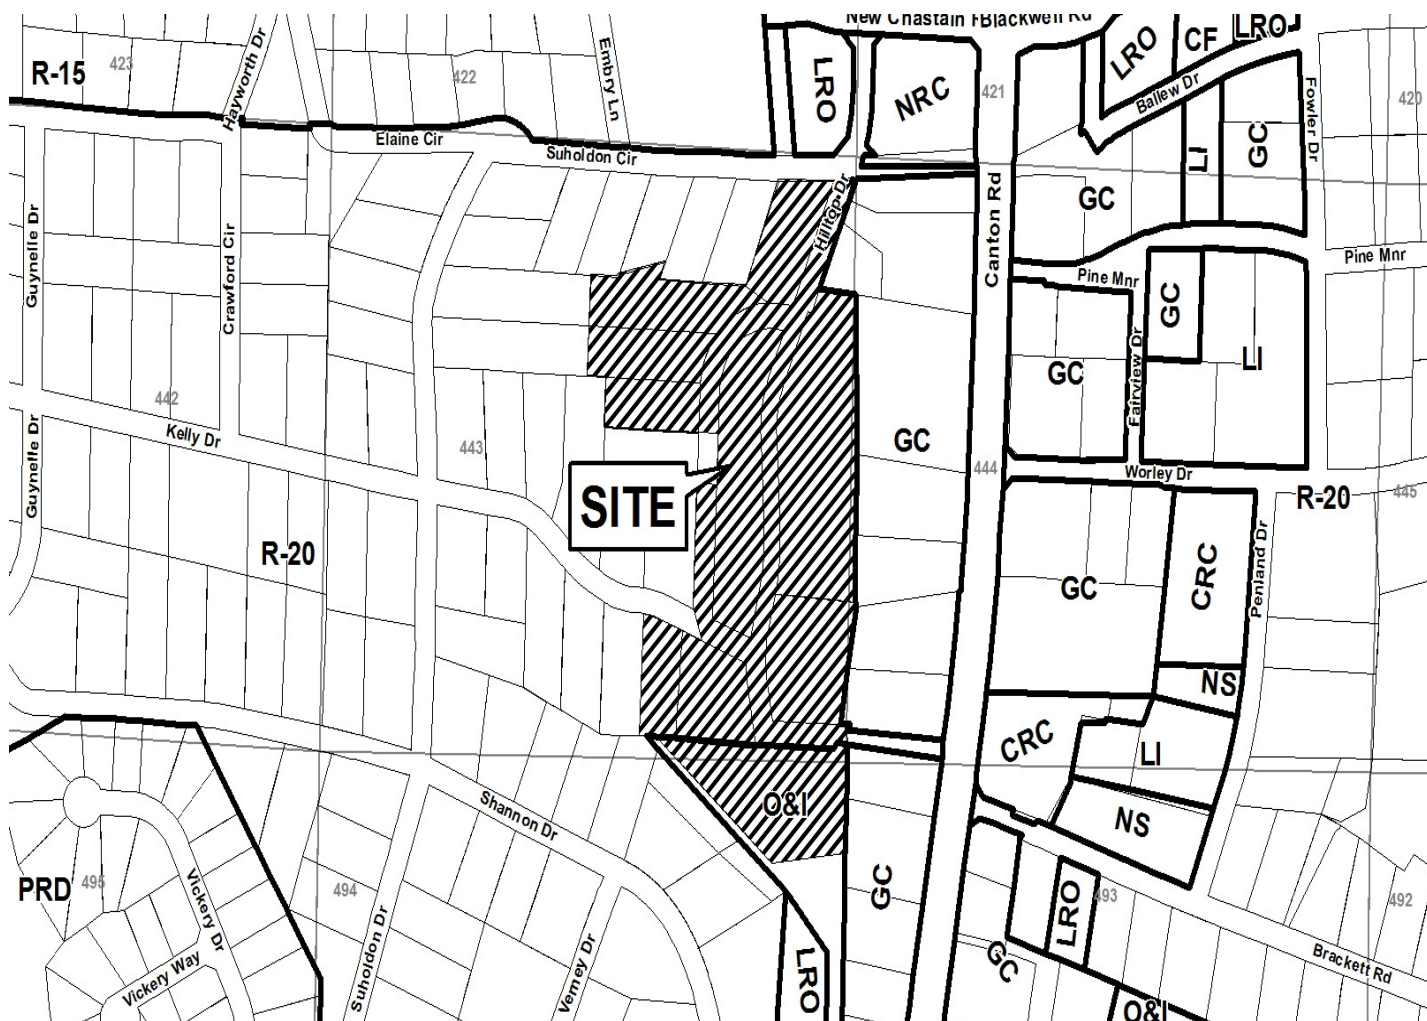 New Chastain Rd
Blackwell Rd
LRO
CF
LRO
Hayworth Dr
Embry Ln
R-15
423
422
LRO
NRC
421
Ballew Dr
Fowler Dr
420
Elaine Cir
Suholdon Cir
LI
GC
GC
Guynelle Dr
Crawford Cir
Hilltop Dr
Canton Rd
Pine Mnr
Pine Mnr
GC
GC
Fairview Dr
LI
442
Kelly Dr
443
GC
444
Worley Dr
Guynelle Dr
SITE
R-20
445
R-20
GC
CRC
Penland Dr
NS
CRC
LI
O&I
NS
Shannon Dr
PRD
495
Vickery Dr
494
GC
LRO
493
492
Suholdon Dr
Verney Dr
Vickery Way
LRO
GC
Brackett Rd
O&I